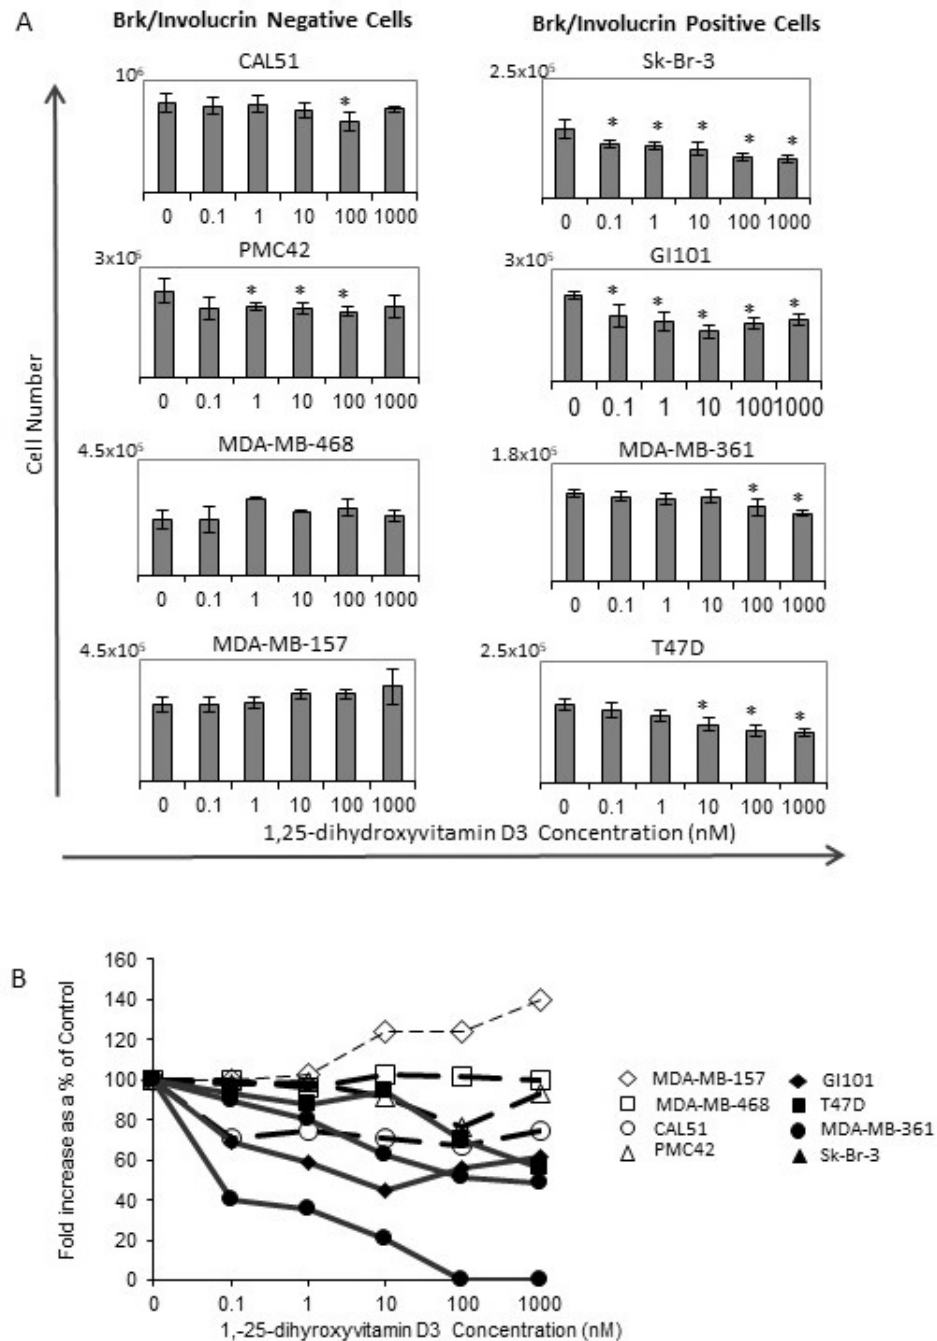 A
Brk/Involucrin Negative Cells
Brk/Involucrin Positive Cells
CAL51
10⁶
*
0 0.1 1 10 100 1000
Sk-Br-3
2.5x10⁵
* * * * *
0 0.1 1 10 100 1000
PMC42
3x10⁵
* * *
0 0.1 1 10 100 1000
GI101
3x10⁵
* * * * *
0 0.1 1 10 100 1000
MDA-MB-468
4.5x10⁵
0 0.1 1 10 100 1000
MDA-MB-361
1.8x10⁵
* *
0 0.1 1 10 100 1000
MDA-MB-157
4.5x10⁵
0 0.1 1 10 100 1000
T47D
2.5x10⁵
* * *
0 0.1 1 10 100 1000
Cell Number
1,25-dihydroxyvitamin D3 Concentration (nM)
B
Fold increase as a % of Control
160
140
120
100
80
60
40
20
0
0 0.1 1 10 100 1000
1,-25-dihyroxyvitamin D3 Concentration (nM)
MDA-MB-157
MDA-MB-468
CAL51
PMC42
GI101
T47D
MDA-MB-361
Sk-Br-3